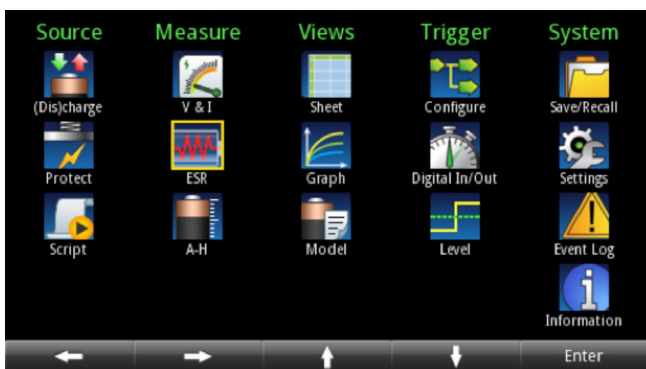 Source Measure Views Trigger System
(Dis)charge V & I Sheet Configure Save/Recall
Protect ESR Graph Digital In/Out Settings
Script A-H Model Level Event Log
Information
Enter